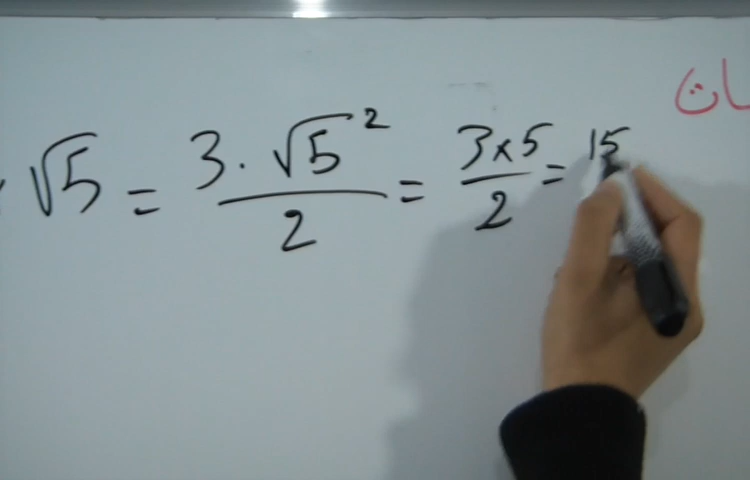 √5 = 3 · √5² / 2 = 3 × 5 / 2 = 15